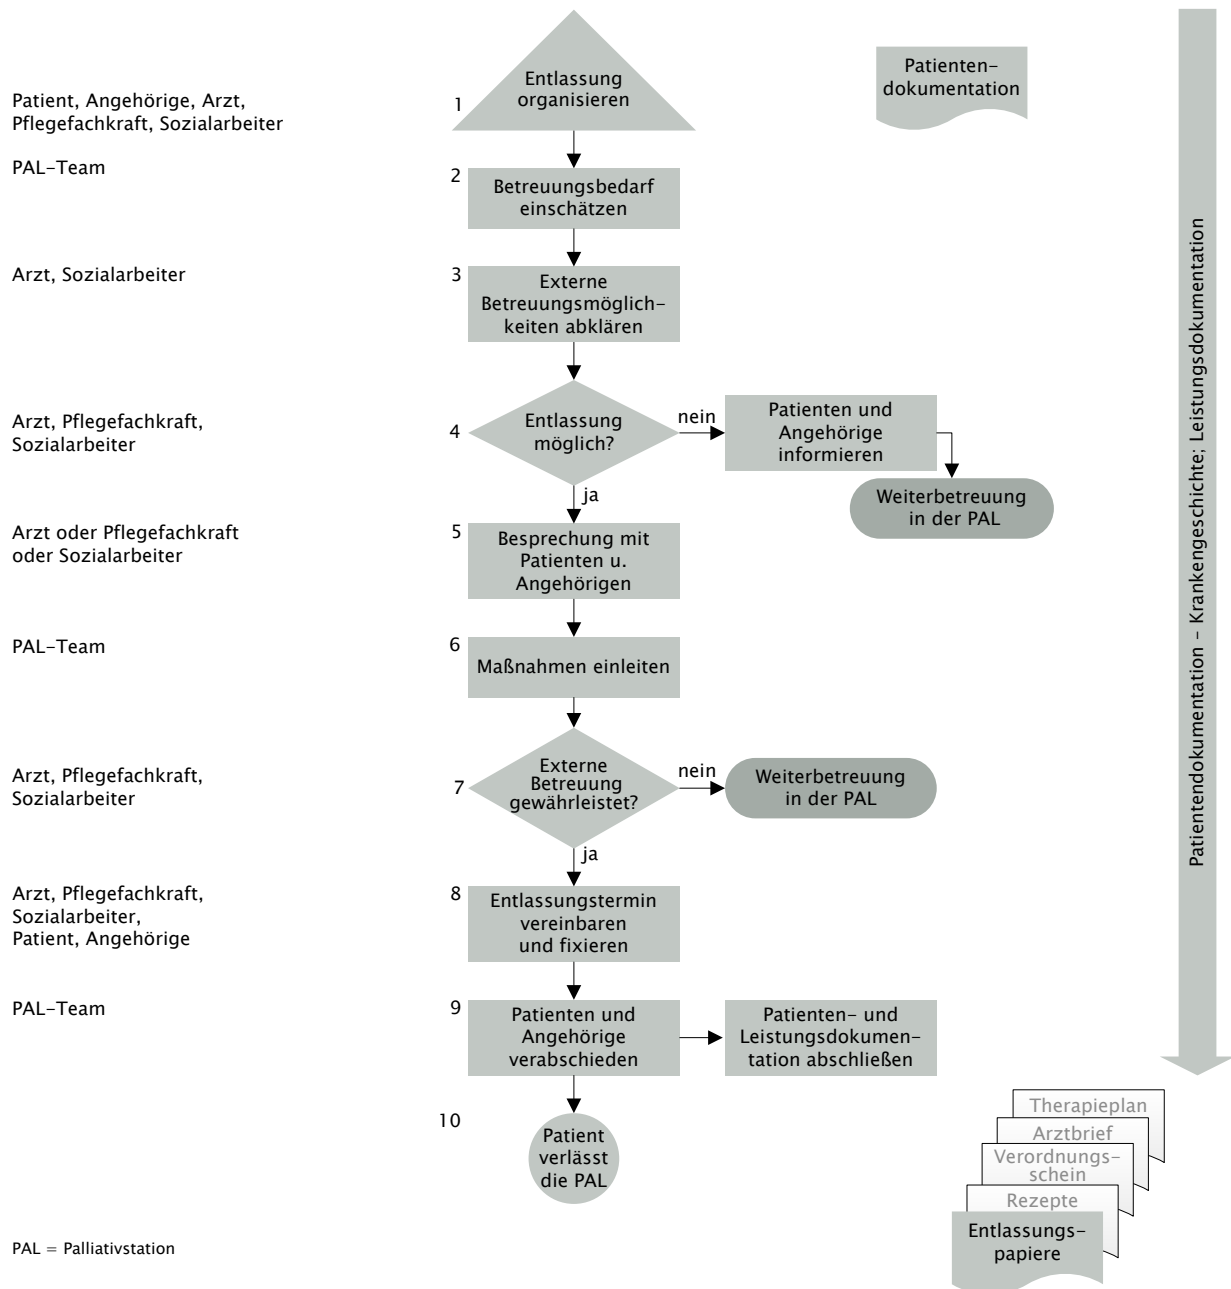 Entlassung
organisieren
Patienten-
dokumentation
Patient, Angehörige, Arzt,
Pflegefachkraft, Sozialarbeiter
1
PAL-Team
2
Betreuungsbedarf
einschätzen
Arzt, Sozialarbeiter
3
Externe
Betreuungsmöglich-
keiten abklären
Arzt, Pflegefachkraft,
Sozialarbeiter
4
Entlassung
möglich?
nein
Patienten und
Angehörige
informieren
Weiterbetreuung
in der PAL
ja
Arzt oder Pflegefachkraft
oder Sozialarbeiter
5
Besprechung mit
Patienten u.
Angehörigen
PAL-Team
6
Maßnahmen einleiten
Arzt, Pflegefachkraft,
Sozialarbeiter
7
Externe
Betreuung
gewährleistet?
nein
Weiterbetreuung
in der PAL
ja
Arzt, Pflegefachkraft,
Sozialarbeiter,
Patient, Angehörige
8
Entlassungstermin
vereinbaren
und fixieren
PAL-Team
9
Patienten und
Angehörige
verabschieden
Patienten- und
Leistungsdokumen-
tation abschließen
10
Patient
verlässt
die PAL
Patientendokumentation – Krankengeschichte; Leistungsdokumentation
Therapieplan
Arztbrief
Verordnungs-
schein
Rezepte
Entlassungs-
papiere
PAL = Palliativstation